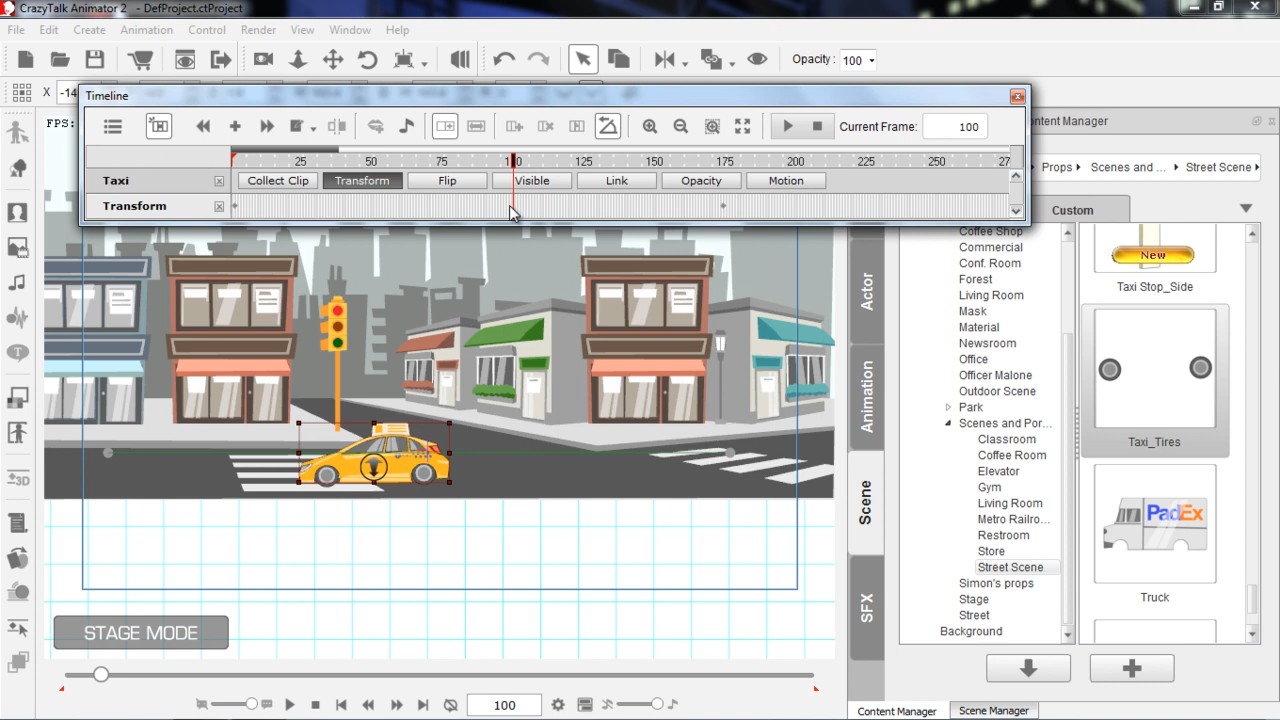 CrazyTalk Animator 2 - DefProject.ctProject
File Edit Create Animation Control Render View Window Help
Opacity : 100
X -14
Timeline
FPS:
Current Frame: 100
25 50 75 100 125 150 175 200 225 250 27
Taxi Collect Clip Transform Flip Visible Link Opacity Motion
Transform
ntent Manager
Props Scenes and ... Street Scene
Custom
Coffee Shop
Commercial
Conf. Room
Forest
Living Room
Mask
Material
Newsroom
Office
Officer Malone
Outdoor Scene
Park
Scenes and Por...
Classroom
Coffee Room
Elevator
Gym
Living Room
Metro Railro...
Restroom
Store
Street Scene
Simon's props
Stage
Street
Background
New
Taxi Stop_Side
Taxi_Tires
PadEx
Truck
Actor
Animation
Scene
SFX
STAGE MODE
100
Content Manager Scene Manager